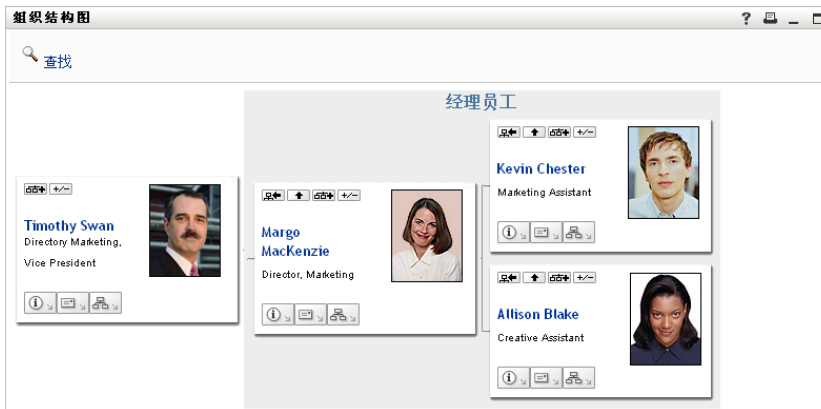 组织结构图
查找
经理员工
Timothy Swan
Directory Marketing,
Vice President
Margo
MacKenzie
Director, Marketing
Kevin Chester
Marketing Assistant
Allison Blake
Creative Assistant